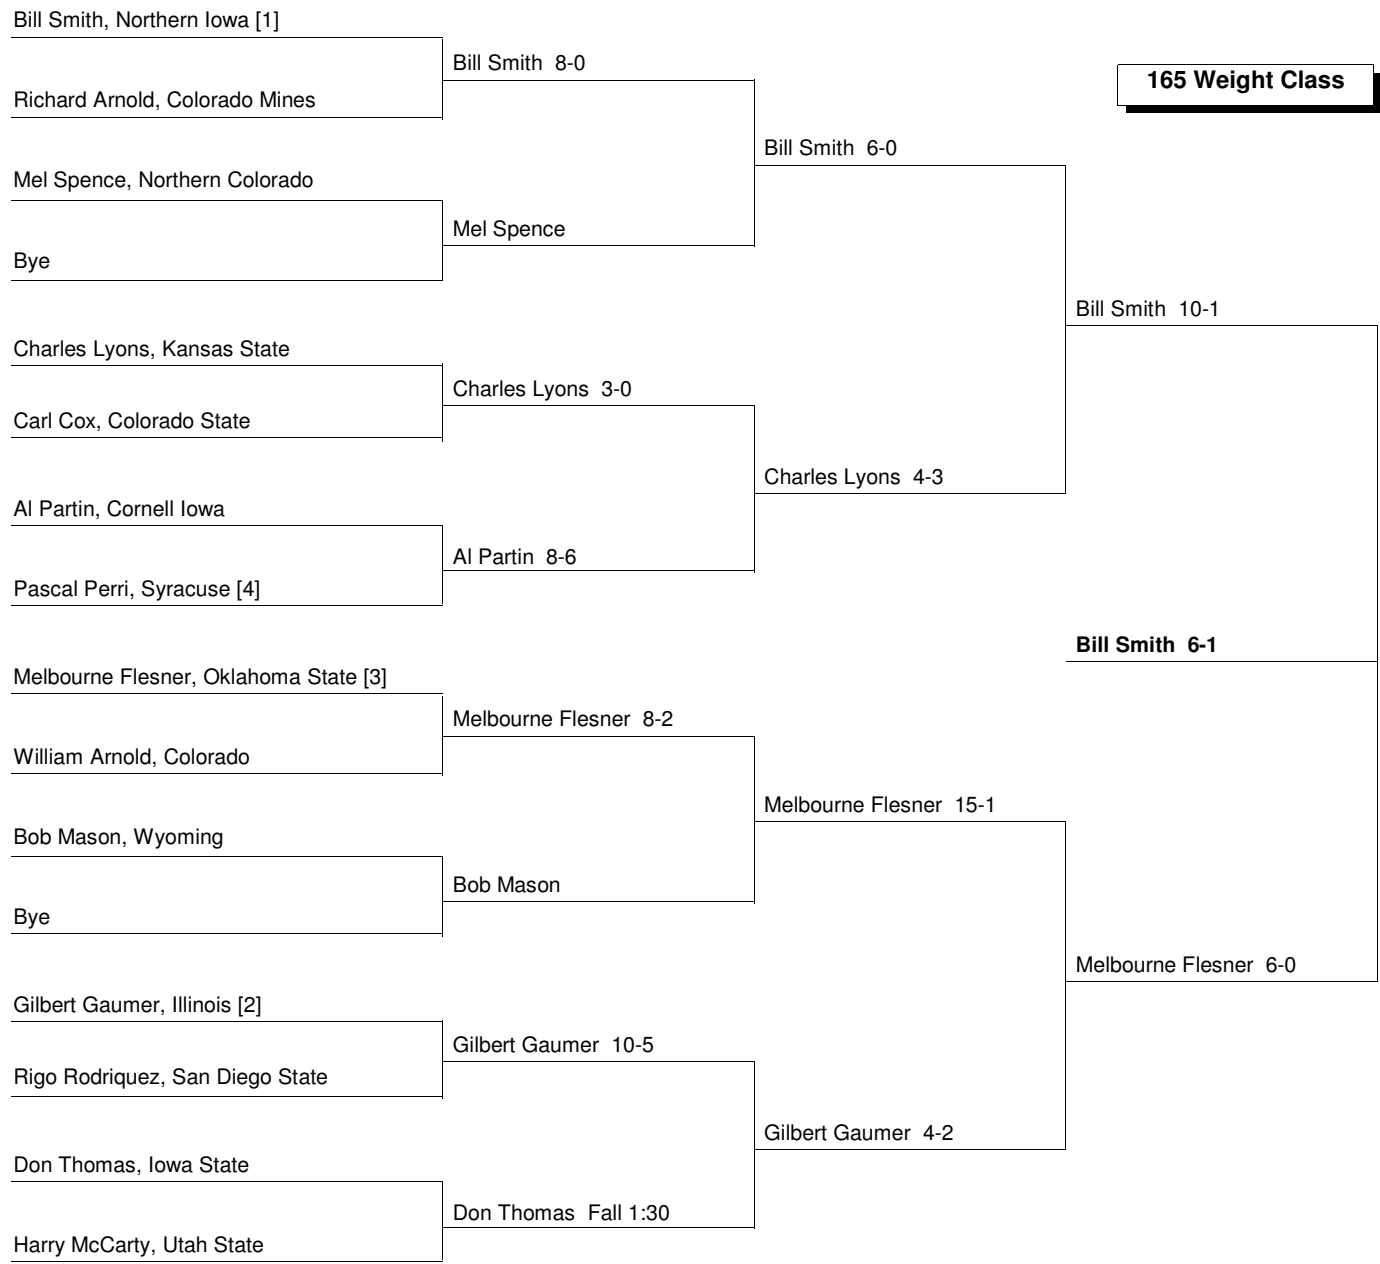 Bill Smith, Northern Iowa [1]
Bill Smith 8-0
165 Weight Class
Richard Arnold, Colorado Mines
Bill Smith 6-0
Mel Spence, Northern Colorado
Mel Spence
Bye
Bill Smith 10-1
Charles Lyons, Kansas State
Charles Lyons 3-0
Carl Cox, Colorado State
Charles Lyons 4-3
Al Partin, Cornell Iowa
Al Partin 8-6
Pascal Perri, Syracuse [4]
Bill Smith 6-1
Melbourne Flesner, Oklahoma State [3]
Melbourne Flesner 8-2
William Arnold, Colorado
Melbourne Flesner 15-1
Bob Mason, Wyoming
Bob Mason
Bye
Melbourne Flesner 6-0
Gilbert Gaumer, Illinois [2]
Gilbert Gaumer 10-5
Rigo Rodriquez, San Diego State
Gilbert Gaumer 4-2
Don Thomas, Iowa State
Don Thomas Fall 1:30
Harry McCarty, Utah State